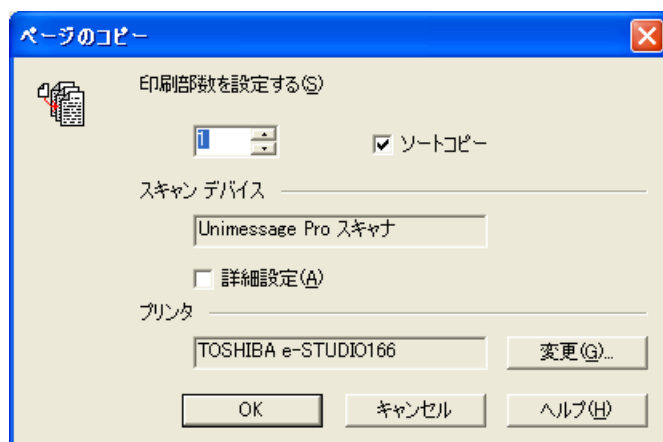 ページのコピー
印刷部数を設定する(S)
1
ソートコピー
スキャン デバイス
Unimessage Pro スキャナ
詳細設定(A)
プリンタ
TOSHIBA e-STUDIO166
変更(G)...
OK キャンセル ヘルプ(H)